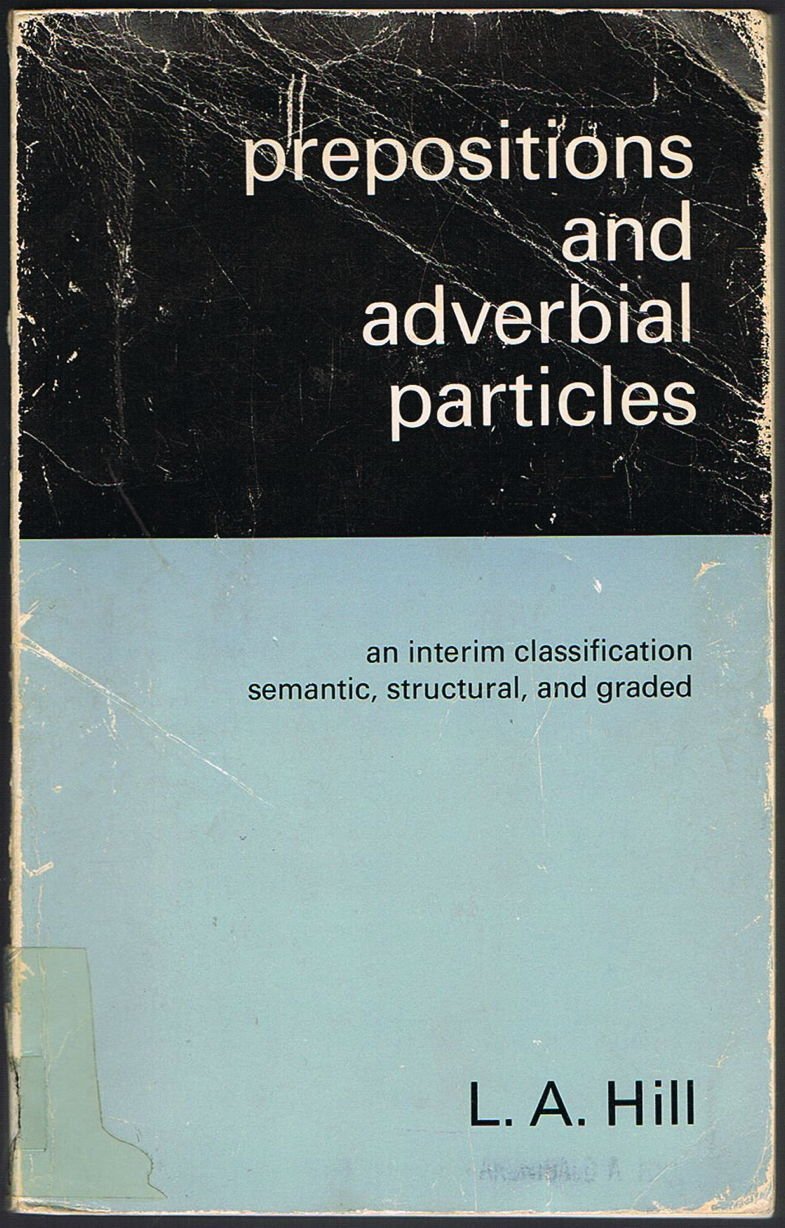 prepositions
and
adverbial
particles
an interim classification
semantic, structural, and graded
L. A. Hill